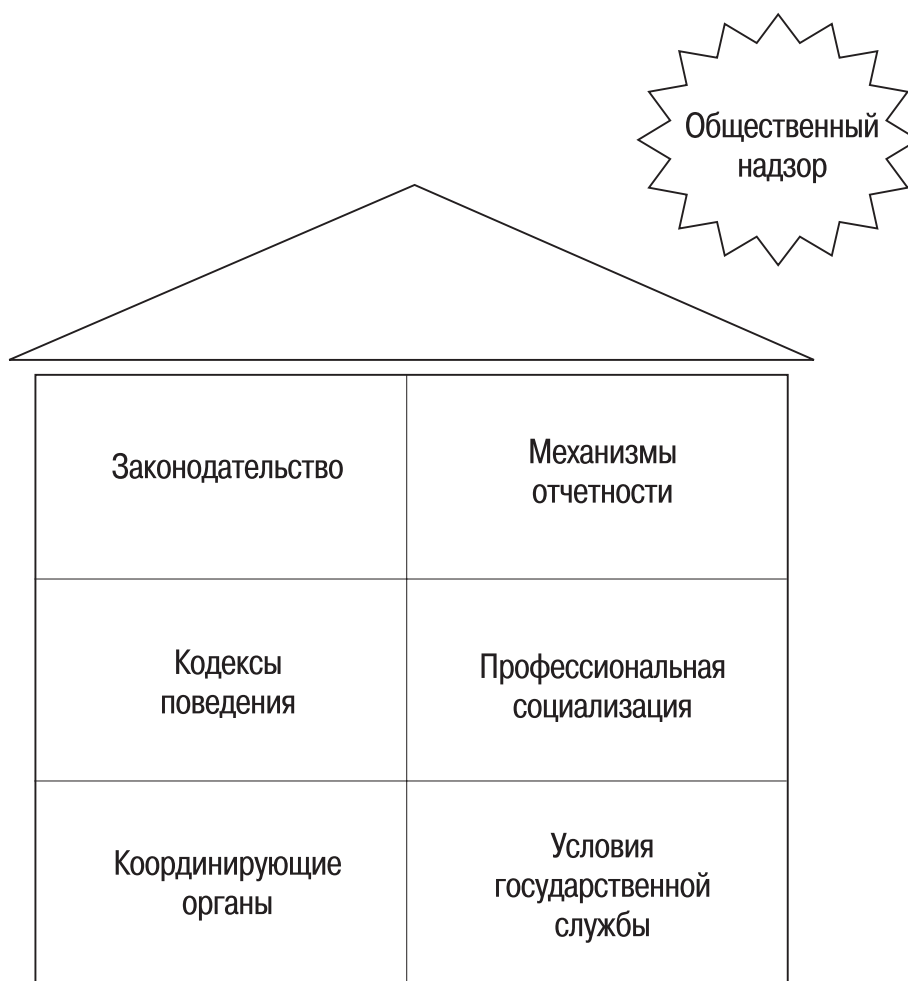 Общественный
надзор
Законодательство
Механизмы
отчетности
Кодексы
поведения
Профессиональная
социализация
Координирующие
органы
Условия
государственной
службы